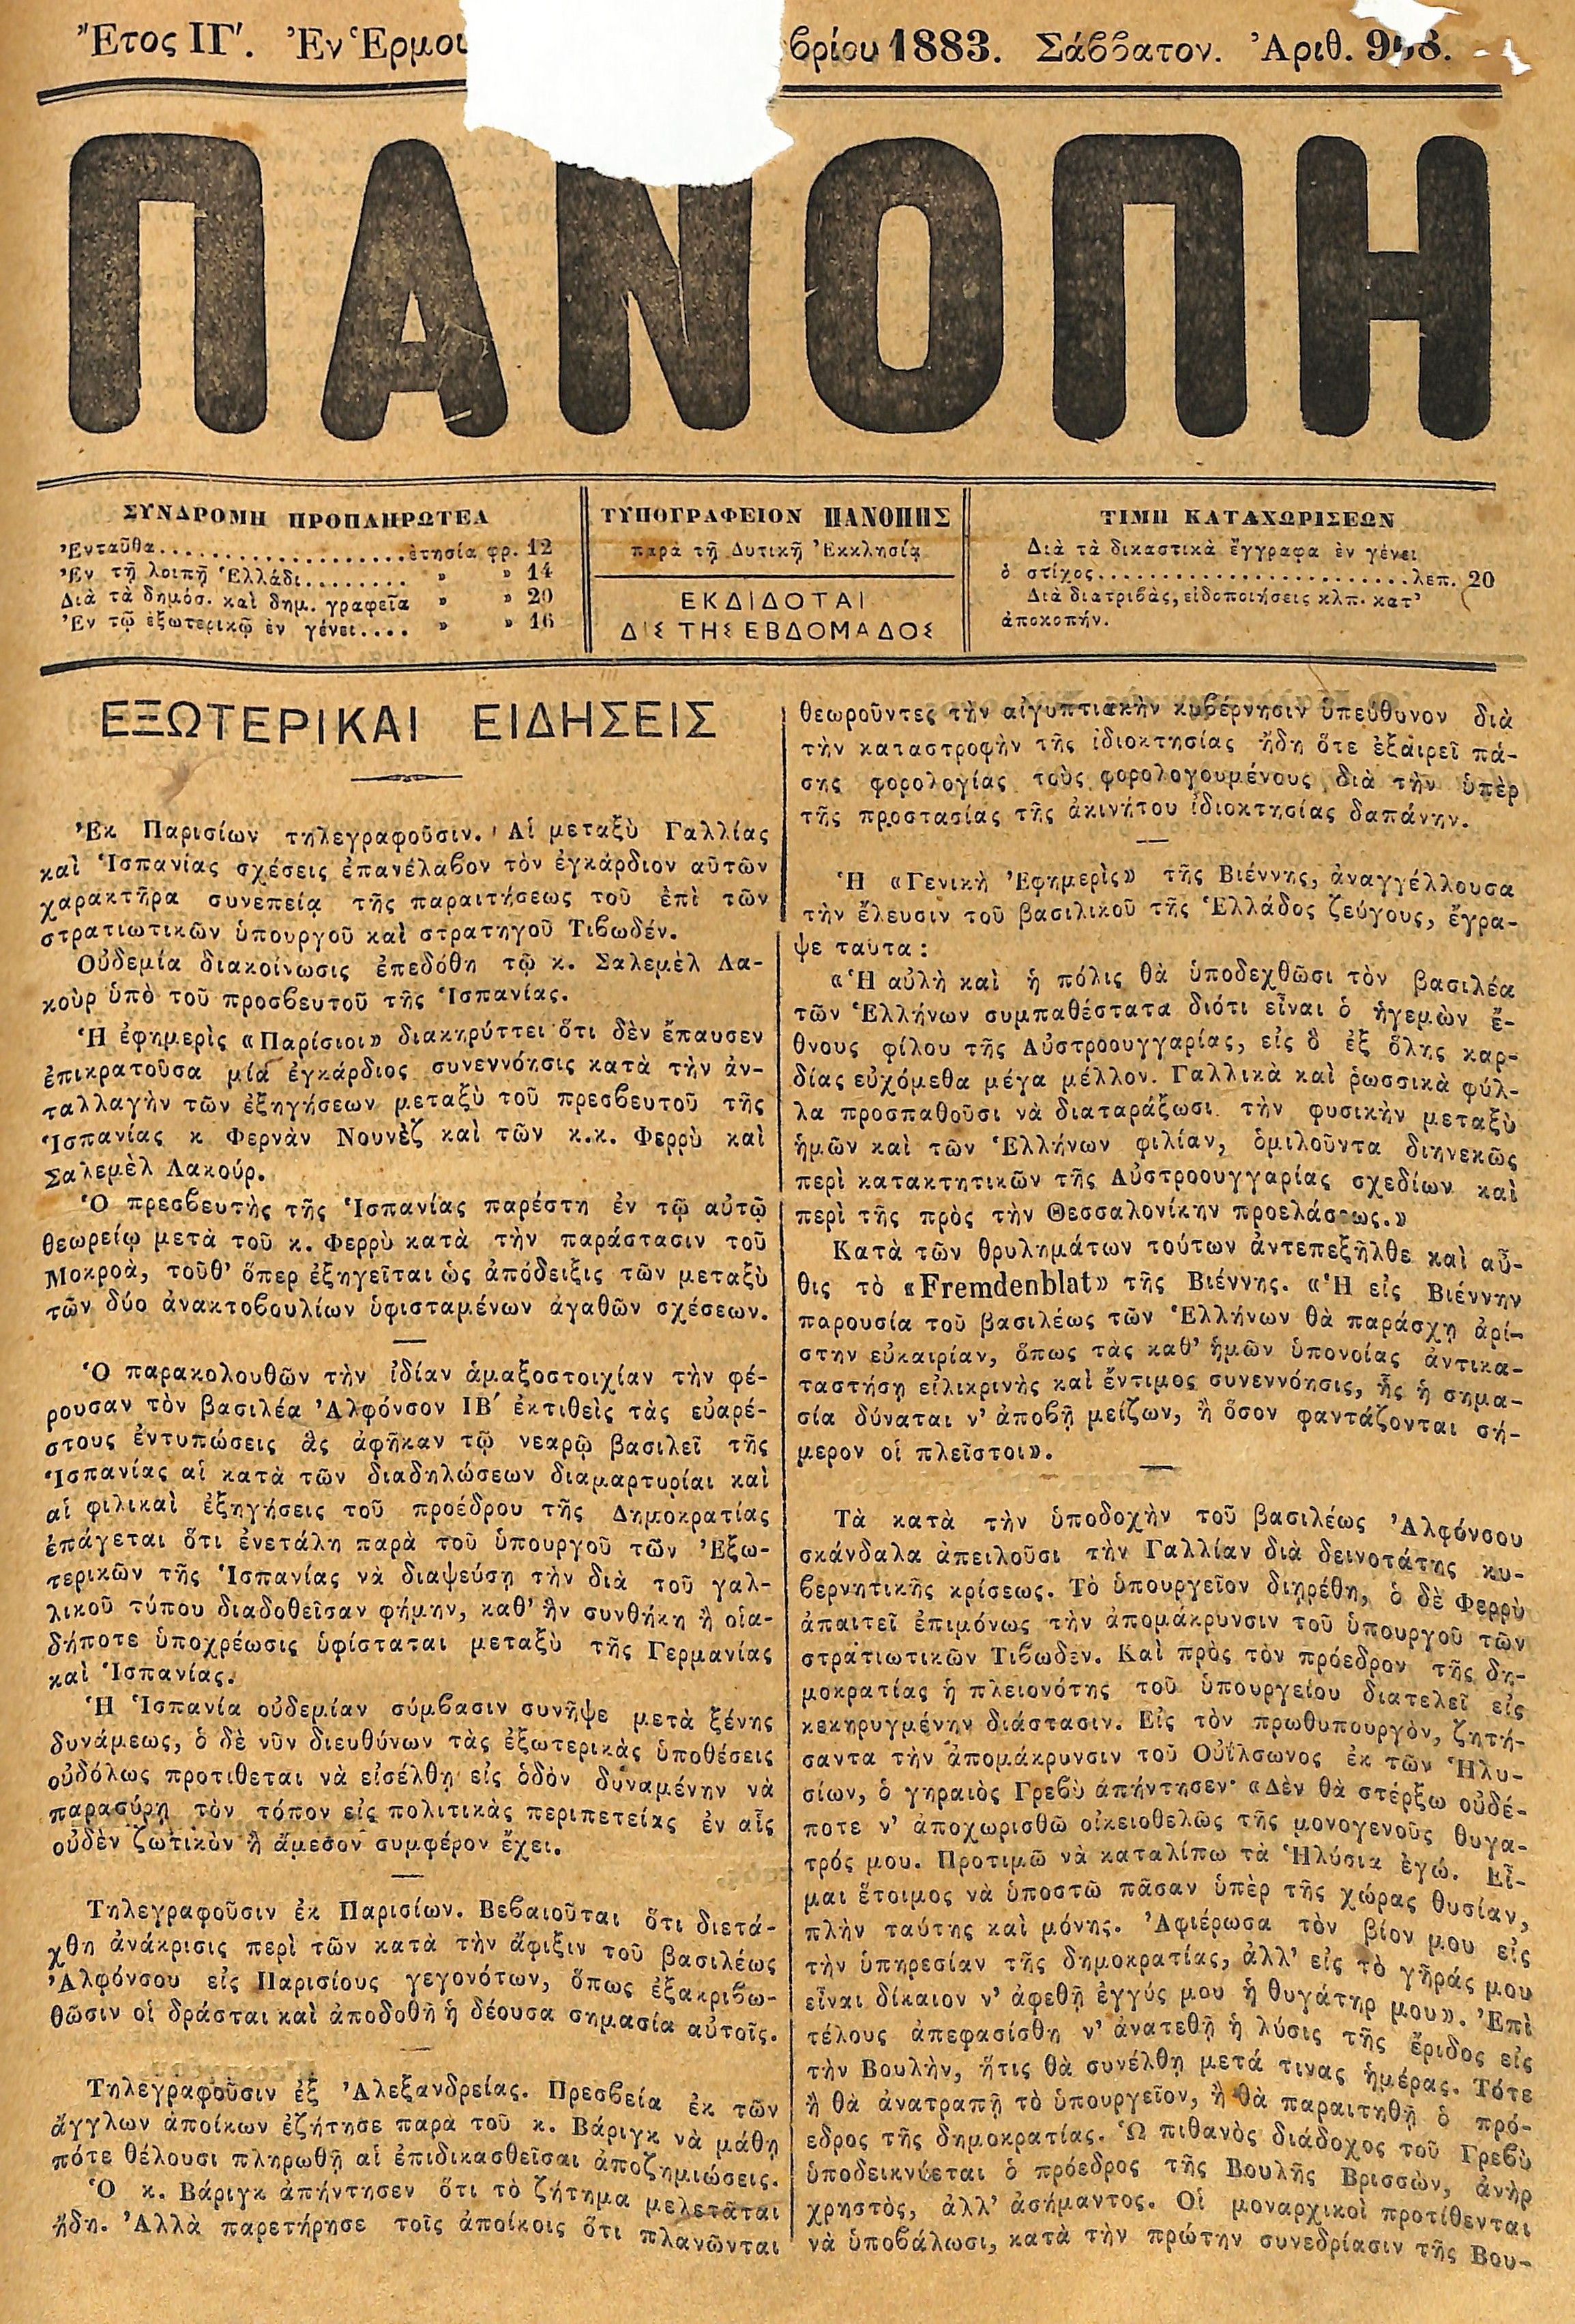 Ἔτος ΙΓʹ. Ἐν Ἑρμου
βρίου 1883. Σάββατον. Ἀριθ.
ΠΑΝΟΠΗ
ΣΥΝΔΡΟΜΗ ΠΡΟΠΛΗΡΩΤΕΑ
Ἐνταῦθα....................ἐτησία φρ. 12
Ἐν τῇ λοιπῇ Ἑλλάδι......... » » 14
Διὰ τὰ δημόσ. καὶ δημ. γραφεῖα » » 20
Ἐν τῷ ἐξωτερικῷ ἐν γένει.... » » 16
ΤΥΠΟΓΡΑΦΕΙΟΝ ΠΑΝΟΠΗΣ
παρὰ τῇ Δυτικῇ Ἐκκλησίᾳ
ΕΚΔΙΔΟΤΑΙ
ΔΙΣ ΤΗΣ ΕΒΔΟΜΑΔΟΣ
ΤΙΜΗ ΚΑΤΑΧΩΡΙΣΕΩΝ
Διὰ τὰ δικαστικὰ ἔγγραφα ἐν γένει
ὁ στίχος..........................λεπ. 20
Διὰ διατριβὰς, εἰδοποιήσεις κλπ. κατ'
ἀποκοπήν.
ΕΞΩΤΕΡΙΚΑΙ ΕΙΔΗΣΕΙΣ
Ἐκ Παρισίων τηλεγραφοῦσιν. Αἱ μεταξὺ Γαλλίας
καὶ Ἱσπανίας σχέσεις ἐπανέλαβον τὸν ἐγκάρδιον αὐτῶν
χαρακτῆρα συνεπείᾳ τῆς παραιτήσεως τοῦ ἐπὶ τῶν
στρατιωτικῶν ὑπουργοῦ καὶ στρατηγοῦ Τιβωδέν.
Οὐδεμία διακοίνωσις ἐπεδόθη τῷ κ. Σαλεμὲλ Λα-
κοὺρ ὑπὸ τοῦ προσβευτοῦ τῆς Ἱσπανίας.
Ἡ ἐφημερὶς «Παρίσιοι» διακηρύττει ὅτι δὲν ἔπαυσεν
ἐπικρατοῦσα μία ἐγκάρδιος συνεννόησις κατὰ τὴν ἀν-
ταλλαγὴν τῶν ἐξηγήσεων μεταξὺ τοῦ πρεσβευτοῦ τῆς
Ἱσπανίας κ Φερνὰν Νουνὲζ καὶ τῶν κ.κ. Φερρὺ καὶ
Σαλεμὲλ Λακούρ.
Ὁ πρεσβευτὴς τῆς Ἱσπανίας παρέστη ἐν τῷ αὐτῷ
θεωρείῳ μετὰ τοῦ κ. Φερρὺ κατὰ τὴν παράστασιν τοῦ
Μοκροὰ, τοῦθ' ὅπερ ἐξηγεῖται ὡς ἀπόδειξις τῶν μεταξὺ
τῶν δύο ἀνακτοβουλίων ὑφισταμένων ἀγαθῶν σχέσεων.
Ὁ παρακολουθῶν τὴν ἰδίαν ἁμαξοστοιχίαν τὴν φέ-
ρουσαν τὸν βασιλέα Ἀλφόνσον ΙΒʹ ἐκτιθεὶς τὰς εὐαρέ-
στους ἐντυπώσεις ἃς ἀφῆκαν τῷ νεαρῷ βασιλεῖ τῆς
Ἱσπανίας αἱ κατὰ τῶν διαδηλώσεων διαμαρτυρίαι καὶ
αἱ φιλικαὶ ἐξηγήσεις τοῦ προέδρου τῆς Δημοκρατίας
ἐπάγεται ὅτι ἐνετάλη παρὰ τοῦ ὑπουργοῦ τῶν Ἐξω-
τερικῶν τῆς Ἱσπανίας νὰ διαψεύσῃ τὴν διὰ τοῦ γαλ-
λικοῦ τύπου διαδοθεῖσαν φήμην, καθ' ἣν συνθήκη ἢ οἱα-
δήποτε ὑποχρέωσις ὑφίσταται μεταξὺ τῆς Γερμανίας
καὶ Ἱσπανίας.
Ἡ Ἱσπανία οὐδεμίαν σύμβασιν συνῆψε μετὰ ξένης
δυνάμεως, ὁ δὲ νῦν διευθύνων τὰς ἐξωτερικὰς ὑποθέσεις
οὐδόλως προτιθεται νὰ εἰσέλθῃ εἰς ὁδὸν δυναμένην νὰ
παρασύρῃ τὸν τόπον εἰς πολιτικὰς περιπετείας ἐν αἷς
οὐδὲν ζωτικὸν ἢ ἄμεσον συμφέρον ἔχει.
Τηλεγραφοῦσιν ἐκ Παρισίων. Βεβαιοῦται ὅτι διετά-
χθη ἀνάκρισις περὶ τῶν κατὰ τὴν ἄφιξιν τοῦ βασιλέως
Ἀλφόνσου εἰς Παρισίους γεγονότων, ὅπως ἐξακριβω-
θῶσιν οἱ δράσται καὶ ἀποδοθῇ ἡ δέουσα σημασία αὐτοῖς.
Τηλεγραφοῦσιν ἐξ Ἀλεξανδρείας. Πρεσβεία ἐκ τῶν
ἄγγλων ἀποίκων ἐζήτησε παρὰ τοῦ κ. Βάριγκ νὰ μάθῃ
πότε θέλουσι πληρωθῆ αἱ ἐπιδικασθεῖσαι ἀποζημιώσεις.
Ὁ κ. Βάριγκ ἀπήντησεν ὅτι τὸ ζήτημα μελετᾶται
ἤδη. Ἀλλὰ παρετήρησε τοῖς ἀποίκοις ὅτι πλανῶνται
θεωροῦντες τὴν αἰγυπτιακὴν κυβέρνησιν ὑπεύθυνον διὰ
τὴν καταστροφὴν τῆς ἰδιοκτησίας ἤδη ὅτε ἐξαιρεῖ πά-
σης φορολογίας τοὺς φορολογουμένους διὰ τὴν ὑπὲρ
τῆς προστασίας τῆς ἀκινήτου ἰδιοκτησίας δαπάνην.
Ἡ «Γενικὴ Ἐφημερὶς» τῆς Βιέννης, ἀναγγέλλουσα
τὴν ἔλευσιν τοῦ βασιλικοῦ τῆς Ἑλλάδος ζεύγους, ἔγρα-
ψε ταῦτα:
«Ἡ αὐλὴ καὶ ἡ πόλις θὰ ὑποδεχθῶσι τὸν βασιλέα
τῶν Ἑλλήνων συμπαθέστατα διότι εἶναι ὁ ἡγεμὼν ἔ-
θνους φίλου τῆς Αὐστροουγγαρίας, εἰς ὃ ἐξ ὅλης καρ-
δίας εὐχόμεθα μέγα μέλλον. Γαλλικὰ καὶ ῥωσσικὰ φύλ-
λα προσπαθοῦσι νὰ διαταράξωσι τὴν φυσικὴν μεταξὺ
ἡμῶν καὶ τῶν Ἑλλήνων φιλίαν, ὁμιλοῦντα διηνεκῶς
περὶ κατακτητικῶν τῆς Αὐστροουγγαρίας σχεδίων καὶ
περὶ τῆς πρὸς τὴν Θεσσαλονίκην προελάσεως.»
Κατὰ τῶν θρυλημάτων τούτων ἀντεπεξῆλθε καὶ αὖ-
θις τὸ «Fremdenblat» τῆς Βιέννης. «Ἡ εἰς Βιέννην
παρουσία τοῦ βασιλέως τῶν Ἑλλήνων θὰ παράσχῃ ἀρί-
στην εὐκαιρίαν, ὅπως τὰς καθ' ἡμῶν ὑπονοίας ἀντικα-
ταστήσῃ εἰλικρινὴς καὶ ἔντιμος συνεννόησις, ἧς ἡ σημα-
σία δύναται ν' ἀποβῇ μείζων, ἢ ὅσον φαντάζονται σή-
μερον οἱ πλεῖστοι».
Τὰ κατὰ τὴν ὑποδοχὴν τοῦ βασιλέως Ἀλφόνσου
σκάνδαλα ἀπειλοῦσι τὴν Γαλλίαν διὰ δεινοτάτης κυ-
βερνητικῆς κρίσεως. Τὸ ὑπουργεῖον διῃρέθη, ὁ δὲ Φερρὺ
ἀπαιτεῖ ἐπιμόνως τὴν ἀπομάκρυνσιν τοῦ ὑπουργοῦ τῶν
στρατιωτικῶν Τιβωδεν. Καὶ πρὸς τὸν πρόεδρον τῆς δη-
μοκρατίας ἡ πλειονότης τοῦ ὑπουργείου διατελεῖ εἰς
κεκηρυγμένην διάστασιν. Εἰς τὸν πρωθυπουργὸν, ζητή-
σαντα τὴν ἀπομάκρυνσιν τοῦ Οὐίλσωνος ἐκ τῶν Ἠλυ-
σίων, ὁ γηραιὸς Γρεβὺ ἀπήντησεν· «Δὲν θὰ στέρξω οὐδέ-
ποτε ν' ἀποχωρισθῶ οἰκειοθελῶς τῆς μονογενοῦς θυγα-
τρός μου. Προτιμῶ νὰ καταλίπω τὰ Ἠλύσια ἐγώ. Εἶ-
μαι ἕτοιμος νὰ ὑποστῶ πᾶσαν ὑπὲρ τῆς χώρας θυσίαν,
πλὴν ταύτης καὶ μόνης. Ἀφιέρωσα τὸν βίον μου εἰς
τὴν ὑπηρεσίαν τῆς δημοκρατίας, ἀλλ' εἰς τὸ γῆράς μου
εἶναι δίκαιον ν' ἀφεθῇ ἐγγύς μου ἡ θυγάτηρ μου». Ἐπὶ
τέλους ἀπεφασίσθη ν' ἀνατεθῇ ἡ λύσις τῆς ἔριδος εἰς
τὴν Βουλὴν, ἥτις θὰ συνέλθῃ μετά τινας ἡμέρας. Τότε
ἢ θὰ ἀνατραπῇ τὸ ὑπουργεῖον, ἢ θὰ παραιτηθῇ ὁ πρό-
εδρος τῆς δημοκρατίας. Ὡ πιθανὸς διάδοχος τοῦ Γρεβὺ
ὑποδεικνύεται ὁ πρόεδρος τῆς Βουλῆς Βρισσὼν, ἀνὴρ
χρηστὸς, ἀλλ' ἀσήμαντος. Οἱ μοναρχικοὶ προτίθενται
νὰ ὑποβάλωσι, κατὰ τὴν πρώτην συνεδρίασιν τῆς Βου-